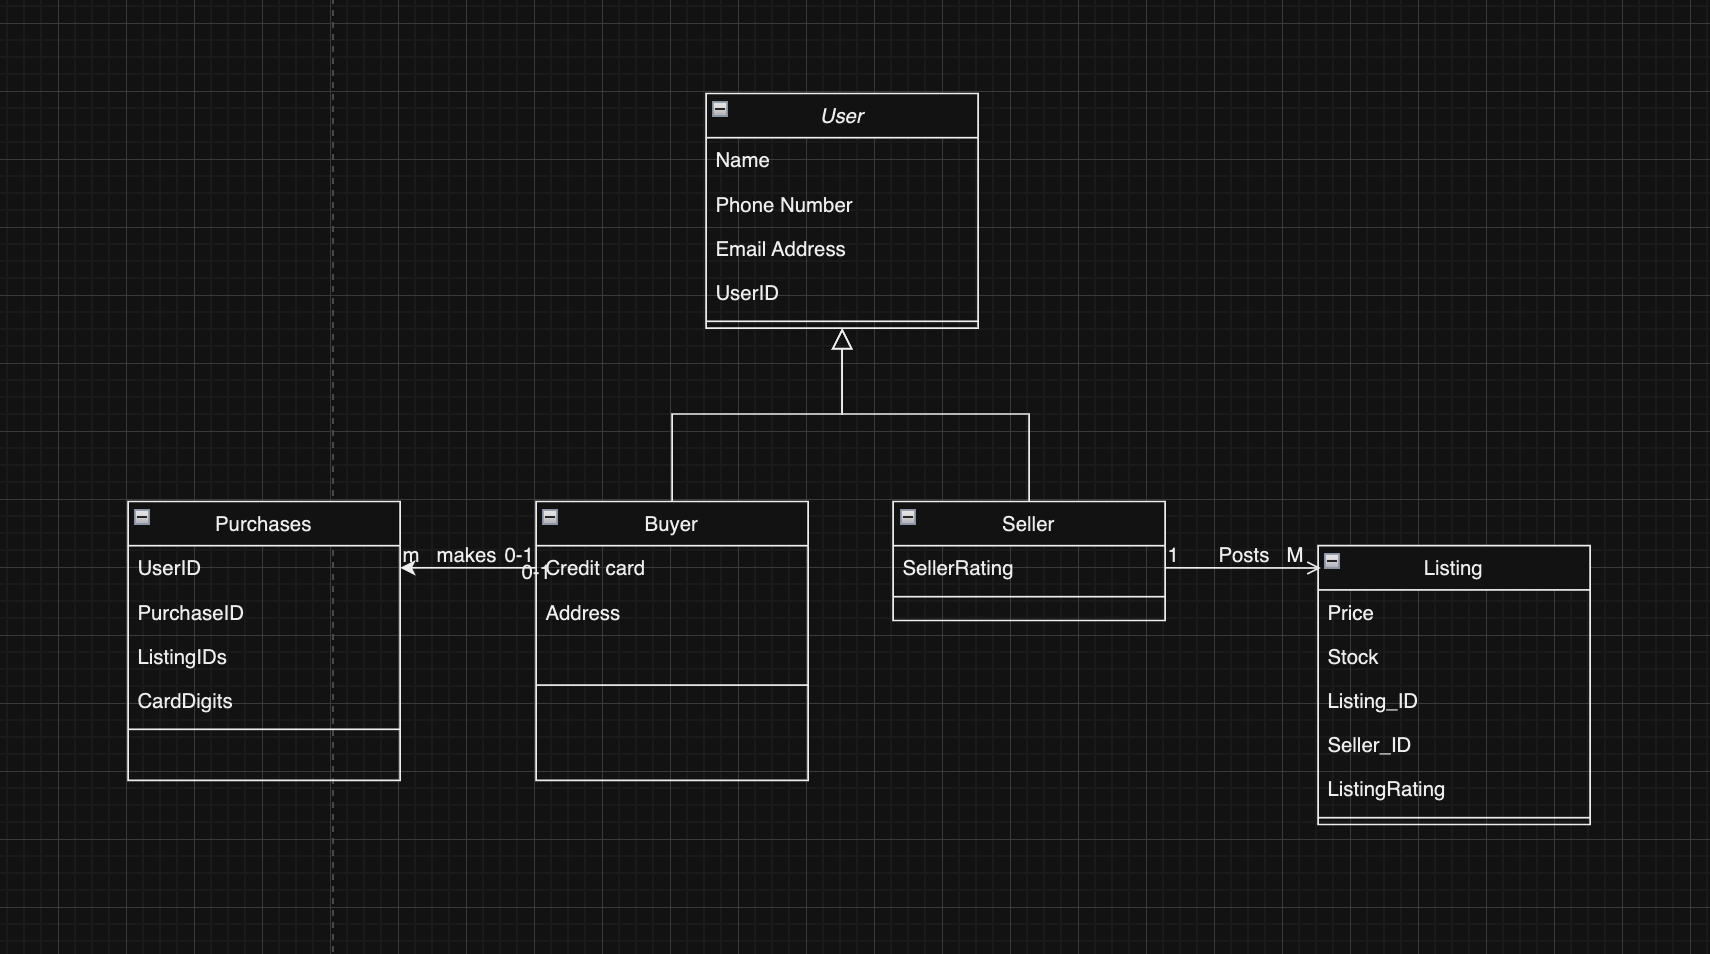 User
Name
Phone Number
Email Address
UserID
Purchases
UserID
PurchaseID
ListingIDs
CardDigits
m makes 0-1
0-1
Buyer
Credit card
Address
Seller
SellerRating
1 Posts M
Listing
Price
Stock
Listing_ID
Seller_ID
ListingRating